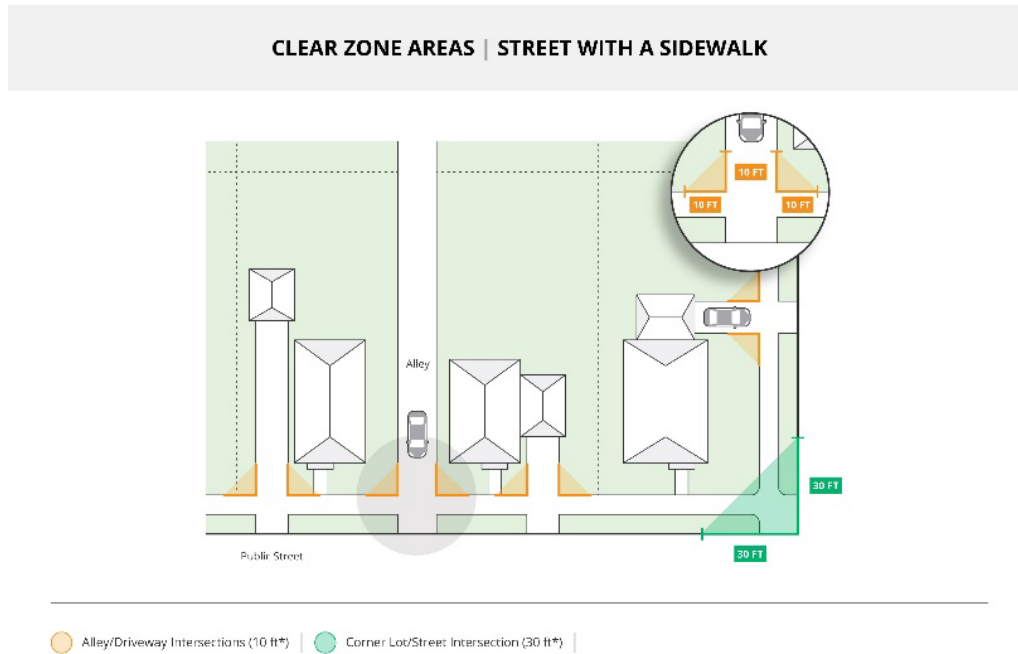 CLEAR ZONE AREAS | STREET WITH A SIDEWALK
10 FT
10 FT
10 FT
Alley
30 FT
30 FT
Public Street
Alley/Driveway Intersections (10 ft*) | Corner Lot/Street Intersection (30 ft*) |